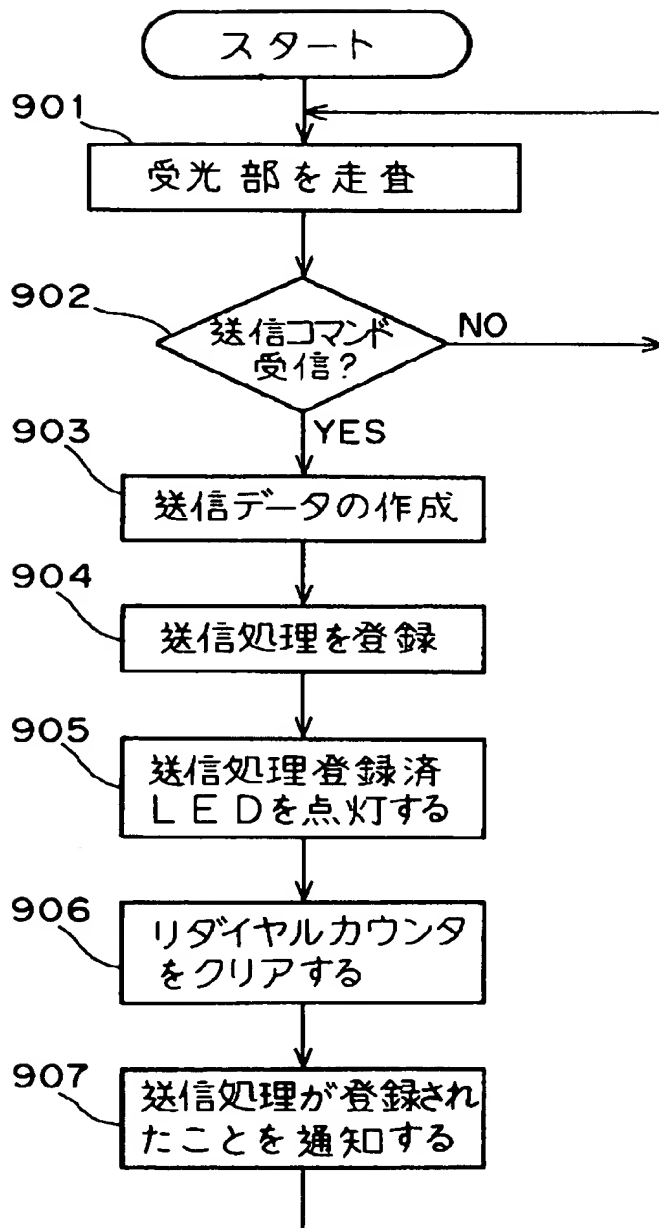 スタート
901
受光部を走査
902
送信コマンド
受信?
NO
YES
903
送信データの作成
904
送信処理を登録
905
送信処理登録済
LEDを点灯する
906
リダイヤルカウンタ
をクリアする
907
送信処理が登録され
たことを通知する